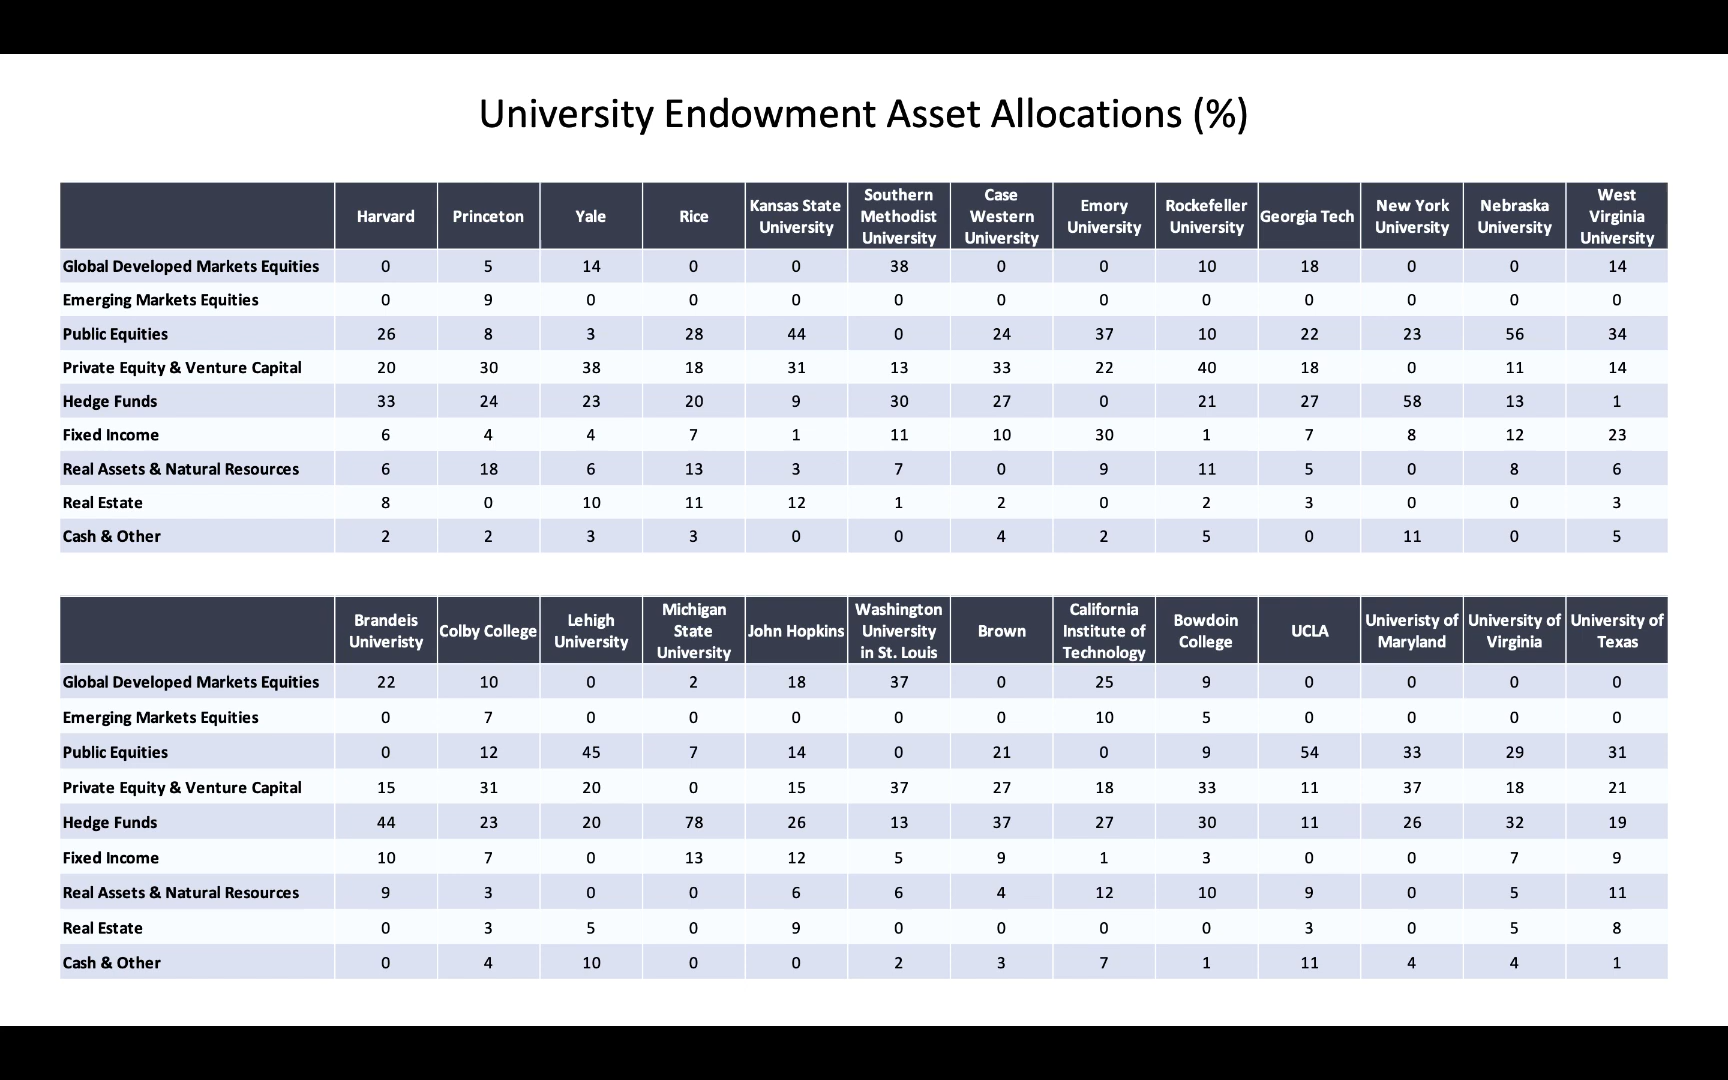 University Endowment Asset Allocations (%)
Harvard Princeton Yale Rice Kansas State University Southern Methodist University Case Western University Emory University Rockefeller University Georgia Tech New York University Nebraska University West Virginia University
Global Developed Markets Equities 0 5 14 0 0 38 0 0 10 18 0 0 14
Emerging Markets Equities 0 9 0 0 0 0 0 0 0 0 0 0 0
Public Equities 26 8 3 28 44 0 24 37 10 22 23 56 34
Private Equity & Venture Capital 20 30 38 18 31 13 33 22 40 18 0 11 14
Hedge Funds 33 24 23 20 9 30 27 0 21 27 58 13 1
Fixed Income 6 4 4 7 1 11 10 30 1 7 8 12 23
Real Assets & Natural Resources 6 18 6 13 3 7 0 9 11 5 0 8 6
Real Estate 8 0 10 11 12 1 2 0 2 3 0 0 3
Cash & Other 2 2 3 3 0 0 4 2 5 0 11 0 5
Brandeis Univeristy Colby College Lehigh University Michigan State University John Hopkins Washington University in St. Louis Brown California Institute of Technology Bowdoin College UCLA Univeristy of Maryland University of Virginia University of Texas
Global Developed Markets Equities 22 10 0 2 18 37 0 25 9 0 0 0 0
Emerging Markets Equities 0 7 0 0 0 0 0 10 5 0 0 0 0
Public Equities 0 12 45 7 14 0 21 0 9 54 33 29 31
Private Equity & Venture Capital 15 31 20 0 15 37 27 18 33 11 37 18 21
Hedge Funds 44 23 20 78 26 13 37 27 30 11 26 32 19
Fixed Income 10 7 0 13 12 5 9 1 3 0 0 7 9
Real Assets & Natural Resources 9 3 0 0 6 6 4 12 10 9 0 5 11
Real Estate 0 3 5 0 9 0 0 0 0 3 0 5 8
Cash & Other 0 4 10 0 0 2 3 7 1 11 4 4 1